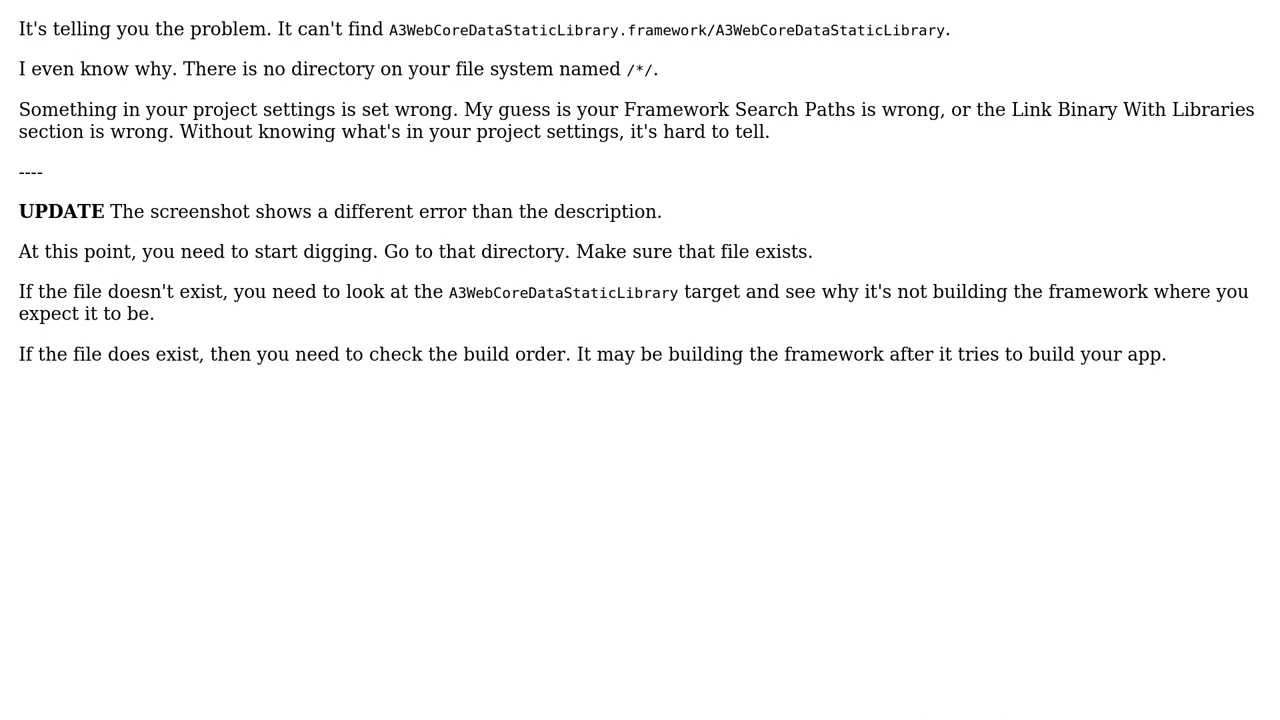 It's telling you the problem. It can't find A3WebCoreDataStaticLibrary.framework/A3WebCoreDataStaticLibrary.
I even know why. There is no directory on your file system named /*/.
Something in your project settings is set wrong. My guess is your Framework Search Paths is wrong, or the Link Binary With Libraries
section is wrong. Without knowing what's in your project settings, it's hard to tell.
----
UPDATE The screenshot shows a different error than the description.
At this point, you need to start digging. Go to that directory. Make sure that file exists.
If the file doesn't exist, you need to look at the A3WebCoreDataStaticLibrary target and see why it's not building the framework where you
expect it to be.
If the file does exist, then you need to check the build order. It may be building the framework after it tries to build your app.